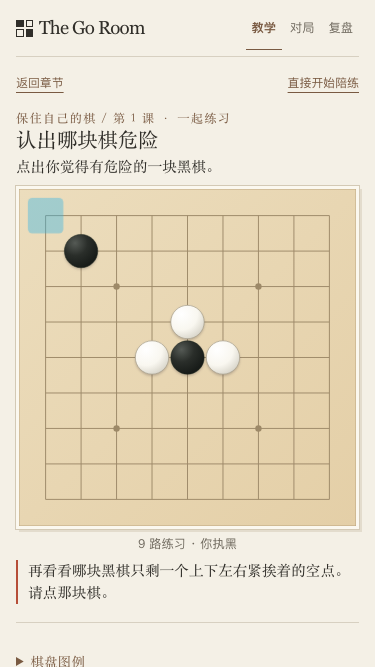 The Go Room
教学 对局 复盘
返回章节 直接开始陪练
保住自己的棋 / 第 1 课 · 一起练习
认出哪块棋危险
点出你觉得有危险的一块黑棋。
9 路练习 · 你执黑
再看看哪块黑棋只剩一个上下左右紧挨着的空点。
请点那块棋。
▶ 棋盘图例